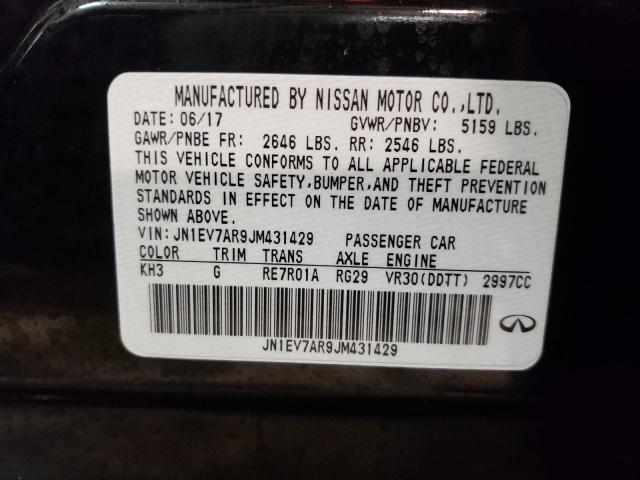 MANUFACTURED BY NISSAN MOTOR CO.,LTD.
DATE: 06/17 GVWR/PNBV: 5159 LBS.
GAWR/PNBE FR: 2646 LBS. RR: 2546 LBS.
THIS VEHICLE CONFORMS TO ALL APPLICABLE FEDERAL
MOTOR VEHICLE SAFETY,BUMPER,AND THEFT PREVENTION
STANDARDS IN EFFECT ON THE DATE OF MANUFACTURE
SHOWN ABOVE.
VIN: JN1EV7AR9JM431429 PASSENGER CAR
COLOR TRIM TRANS AXLE ENGINE
KH3 G RE7R01A RG29 VR30(DDTT) 2997CC
JN1EV7AR9JM431429